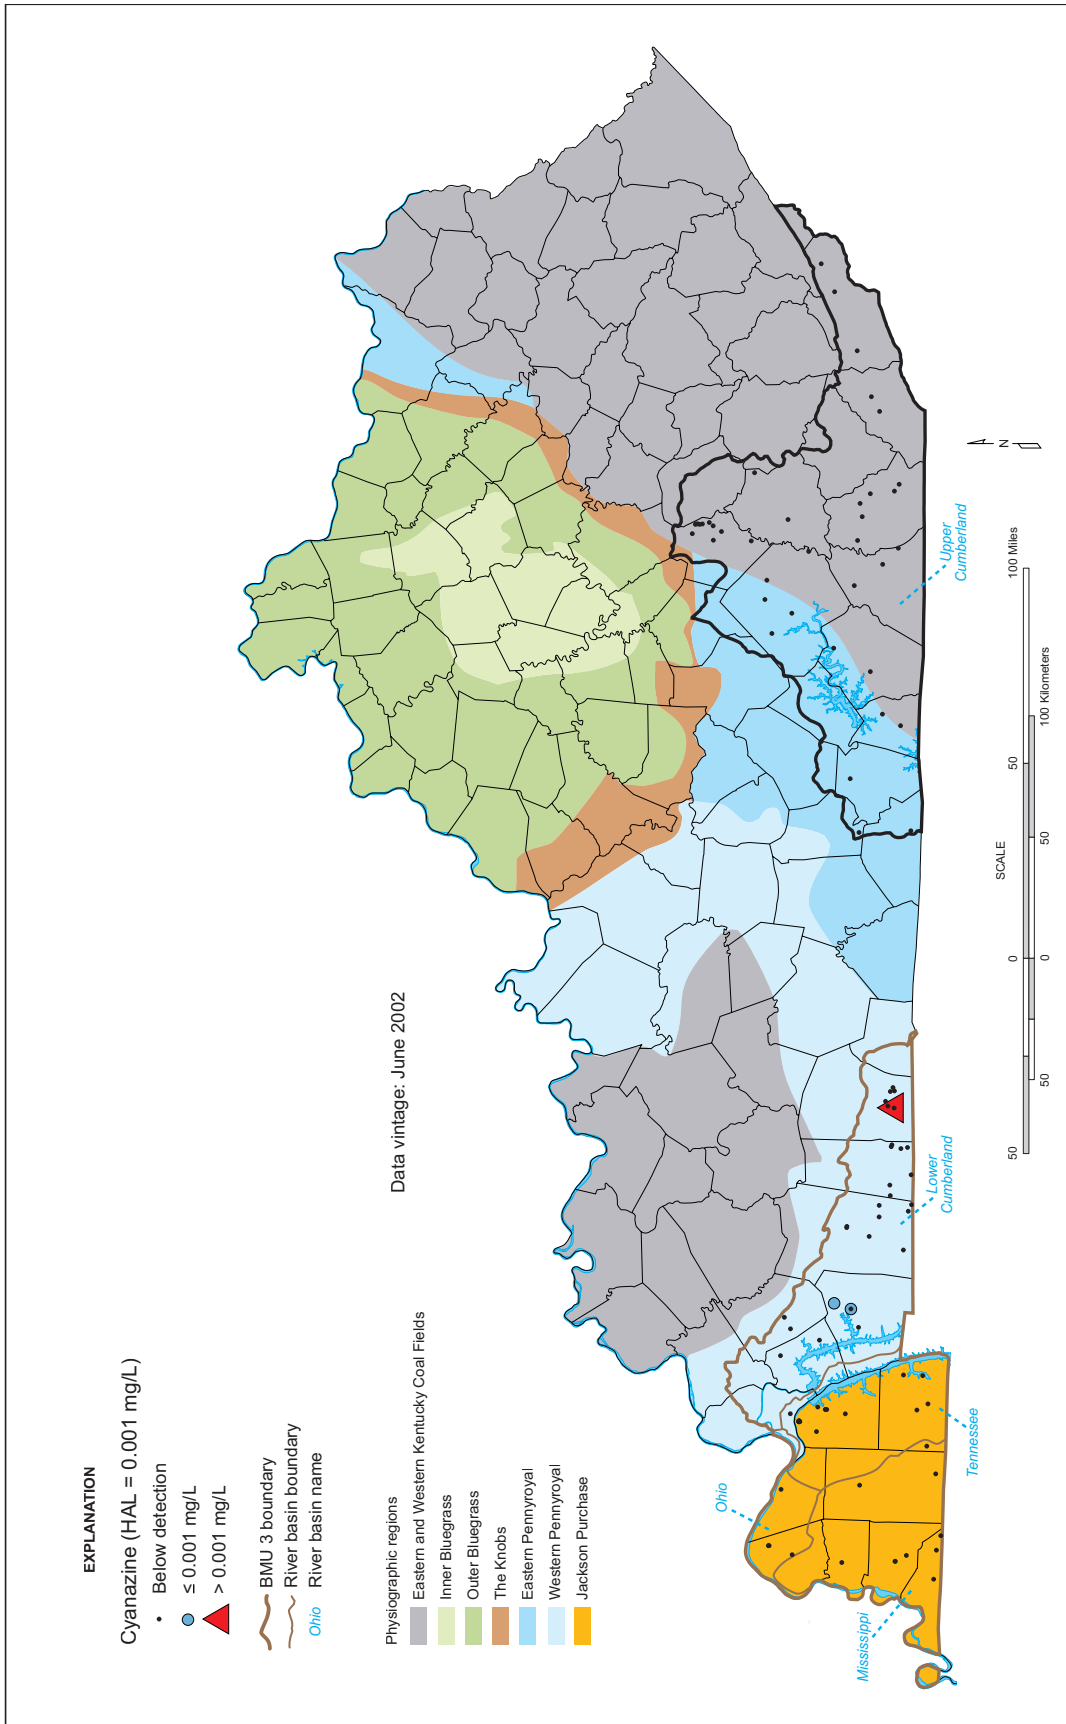 EXPLANATION
Cyanazine (HAL = 0.001 mg/L)
Below detection
≤ 0.001 mg/L
> 0.001 mg/L
BMU 3 boundary
River basin boundary
Ohio River basin name
Physiographic regions
Eastern and Western Kentucky Coal Fields
Inner Bluegrass
Outer Bluegrass
The Knobs
Eastern Pennyroyal
Western Pennyroyal
Jackson Purchase
Data vintage: June 2002
Ohio
Mississippi
Tennessee
Lower
Cumberland
Upper
Cumberland
N
SCALE
50 0 50 100 Miles
50 0 50 100 Kilometers